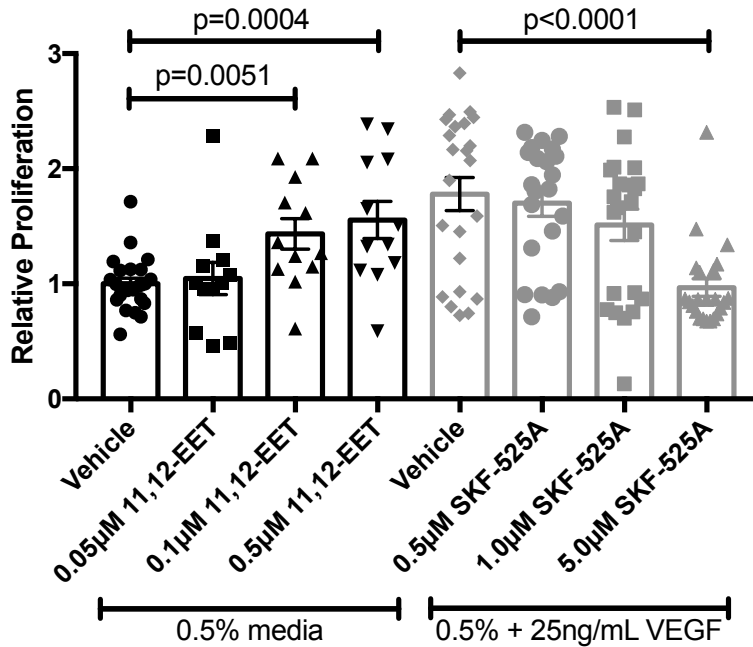 p=0.0004
p<0.0001
p=0.0051
3
2
1
0
Relative Proliferation
Vehicle
0.05µM 11,12-EET
0.1µM 11,12-EET
0.5µM 11,12-EET
Vehicle
0.5µM SKF-525A
1.0µM SKF-525A
5.0µM SKF-525A
0.5% media
0.5% + 25ng/mL VEGF